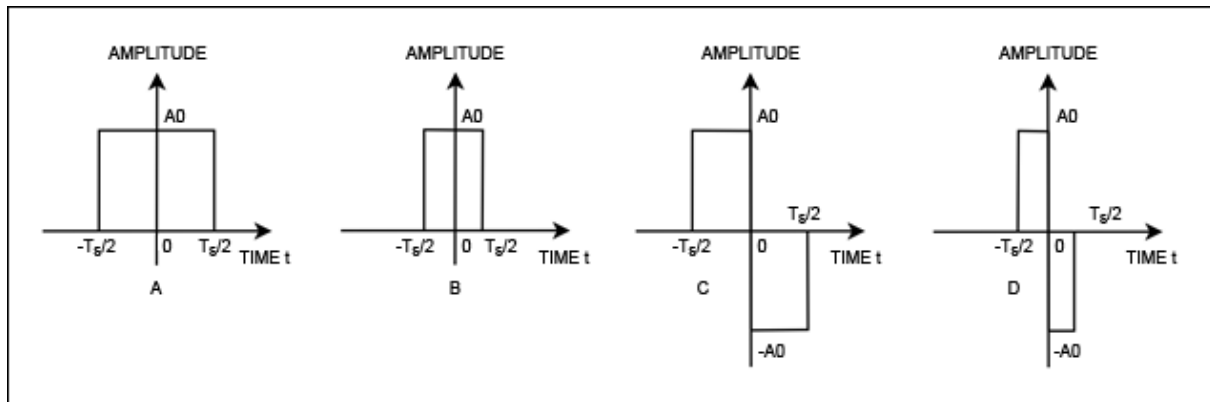 AMPLITUDE
A0
-Ts/2 0 Ts/2
TIME t
A
AMPLITUDE
A0
-Ts/2 0 Ts/2
TIME t
B
AMPLITUDE
A0
Ts/2
-Ts/2 0
TIME t
C
-A0
AMPLITUDE
A0
Ts/2
-Ts/2 0
TIME t
D
-A0